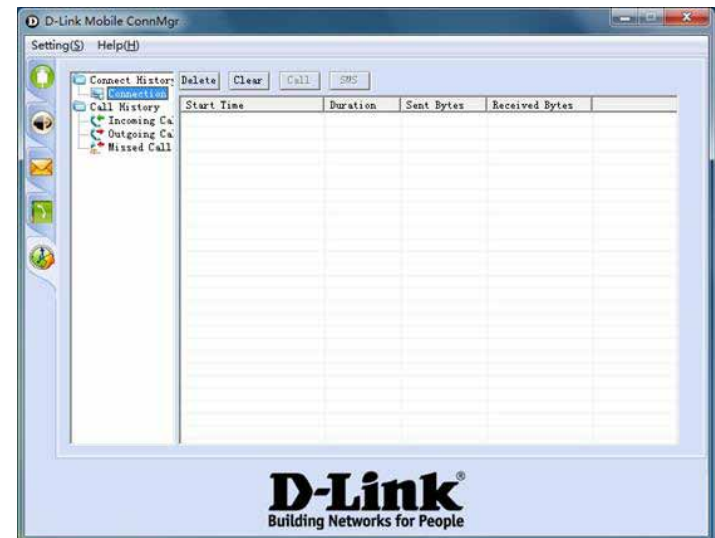 D-Link Mobile ConnMgr
Setting(S) Help(H)
Delete Clear Call SMS
Connect History
Connection
Call History
Incoming Ca
Outgoing Ca
Missed Call
Start Time Duration Sent Bytes Received Bytes
D-Link®
Building Networks for People